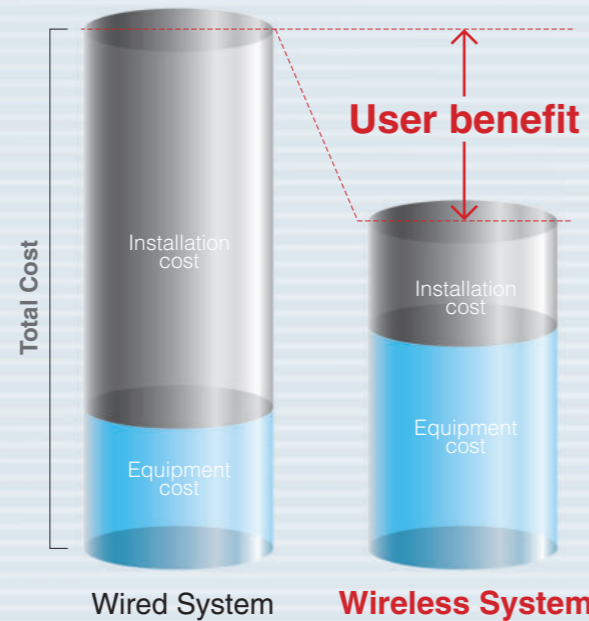 User benefit
Total Cost
Installation
cost
Installation
cost
Equipment
cost
Equipment
cost
Wired System
Wireless System